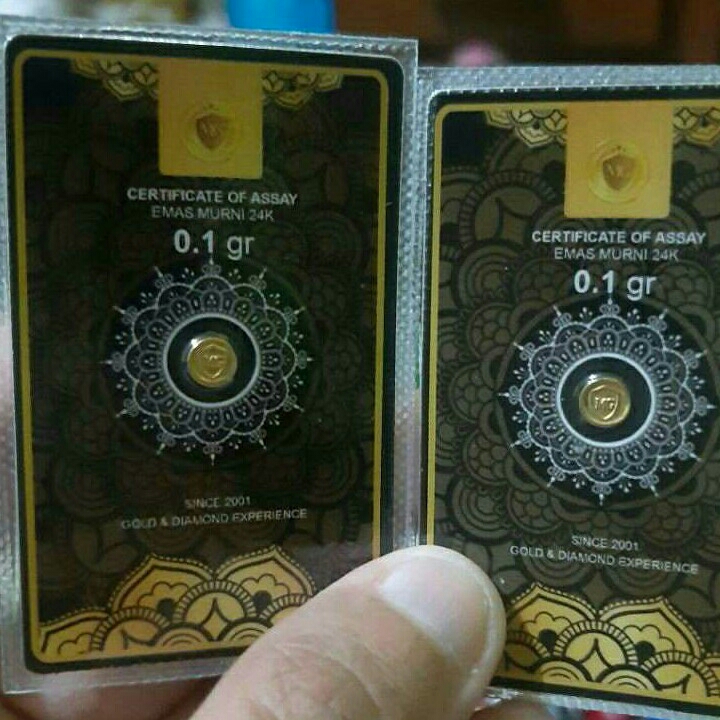 CERTIFICATE OF ASSAY
EMAS MURNI 24K
0.1 gr
SINCE 2001
GOLD & DIAMOND EXPERIENCE
CERTIFICATE OF ASSAY
EMAS MURNI 24K
0.1 gr
MG
SINCE 2001
GOLD & DIAMOND EXPERIENCE